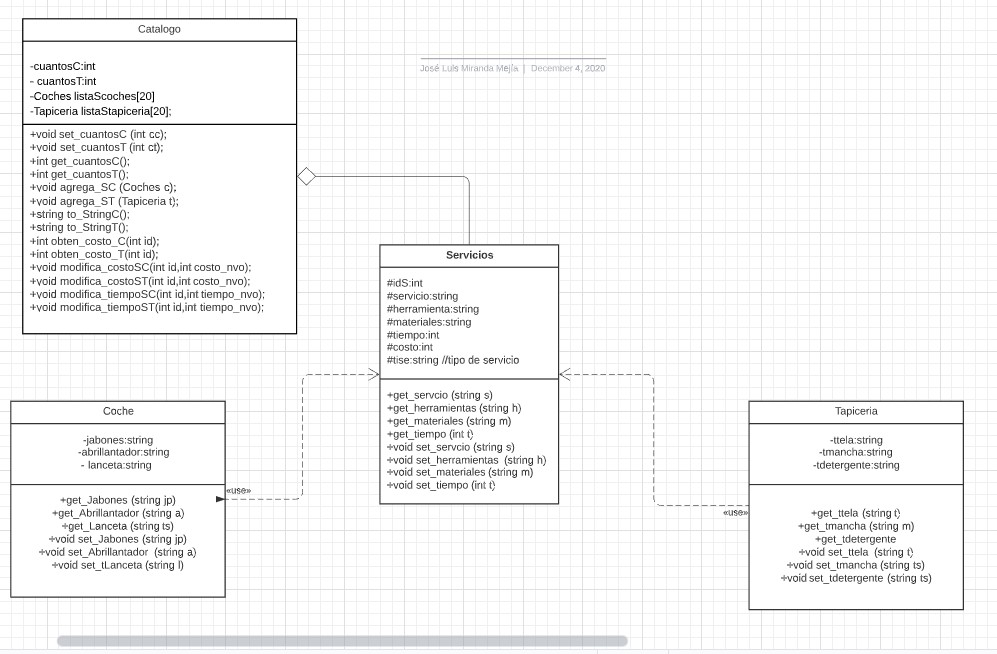 Catalogo
-cuantosC:int
- cuantosT:int
-Coches listaScoches[20]
-Tapiceria listaStapiceria[20];
+void set_cuantosC (int cc);
+void set_cuantosT (int ct);
+int get_cuantosC();
+int get_cuantosT();
+void agrega_SC (Coches c);
+void agrega_ST (Tapiceria t);
+string to_StringC();
+string to_StringT();
+int obten_costo_C(int id);
+int obten_costo_T(int id);
+void modifica_costoSC(int id,int costo_nvo);
+void modifica_costoST(int id,int costo_nvo);
+void modifica_tiempoSC(int id,int tiempo_nvo);
+void modifica_tiempoST(int id,int tiempo_nvo);
José Luis Miranda Mejía | December 4, 2020
Servicios
#idS:int
#servicio:string
#herramienta:string
#materiales:string
#tiempo:int
#costo:int
#tise:string //tipo de servicio
+get_servcio (string s)
+get_herramientas (string h)
+get_materiales (string m)
+get_tiempo (int t)
+void set_servcio (string s)
+void set_herramientas  (string h)
+void set_materiales (string m)
+void set_tiempo (int t)
Coche
-jabones:string
-abrillantador:string
- lanceta:string
+get_Jabones (string jp)
+get_Abrillantador (string a)
+get_Lanceta (string ts)
+void set_Jabones (string jp)
+void set_Abrillantador  (string a)
+void set_tLanceta (string l)
«use»
Tapiceria
-ttela:string
-tmancha:string
-tdetergente:string
+get_ttela (string t)
+get_tmancha (string m)
+get_tdetergente
+void set_ttela  (string t)
+void set_tmancha (string ts)
+void set_tdetergente (string ts)
«use»